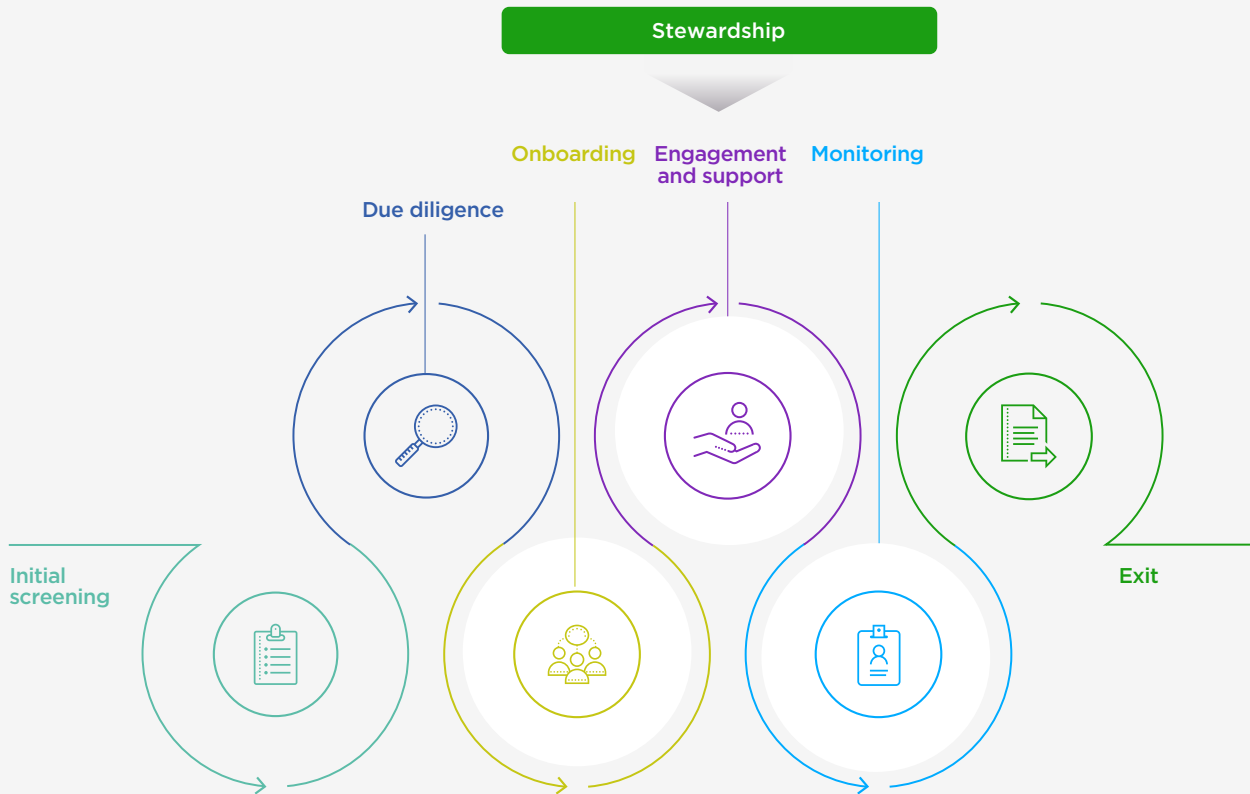 Stewardship
Onboarding
Engagement
and support
Monitoring
Due diligence
Initial
screening
Exit